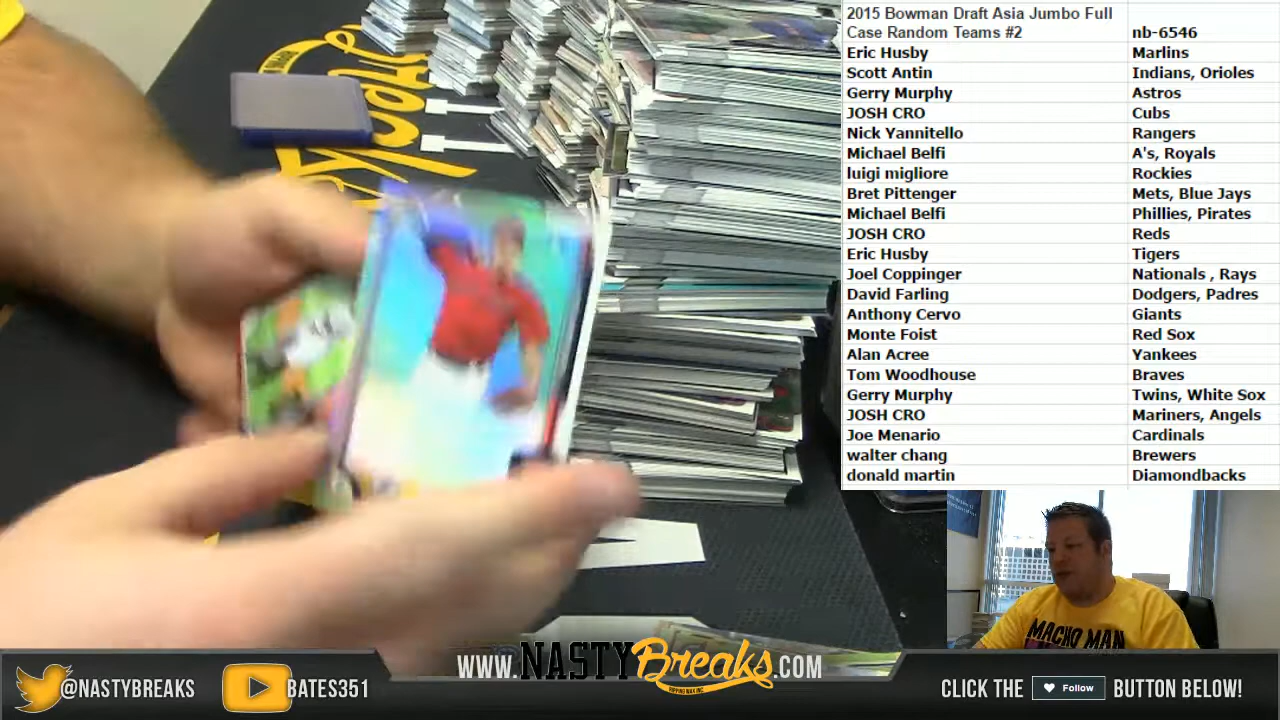 2015 Bowman Draft Asia Jumbo Full
Case Random Teams #2 nb-6546
Eric Husby Marlins
Scott Antin Indians, Orioles
Gerry Murphy Astros
JOSH CRO Cubs
Nick Yannitello Rangers
Michael Belfi A's, Royals
luigi migliore Rockies
Bret Pittenger Mets, Blue Jays
Michael Belfi Phillies, Pirates
JOSH CRO Reds
Eric Husby Tigers
Joel Coppinger Nationals , Rays
David Farling Dodgers, Padres
Anthony Cervo Giants
Monte Foist Red Sox
Alan Acree Yankees
Tom Woodhouse Braves
Gerry Murphy Twins, White Sox
JOSH CRO Mariners, Angels
Joe Menario Cardinals
walter chang Brewers
donald martin Diamondbacks
MACHO MAN
@NASTYBREAKS
BATES351
WWW.NASTYBreaks.COM
CLICK THE Follow BUTTON BELOW!